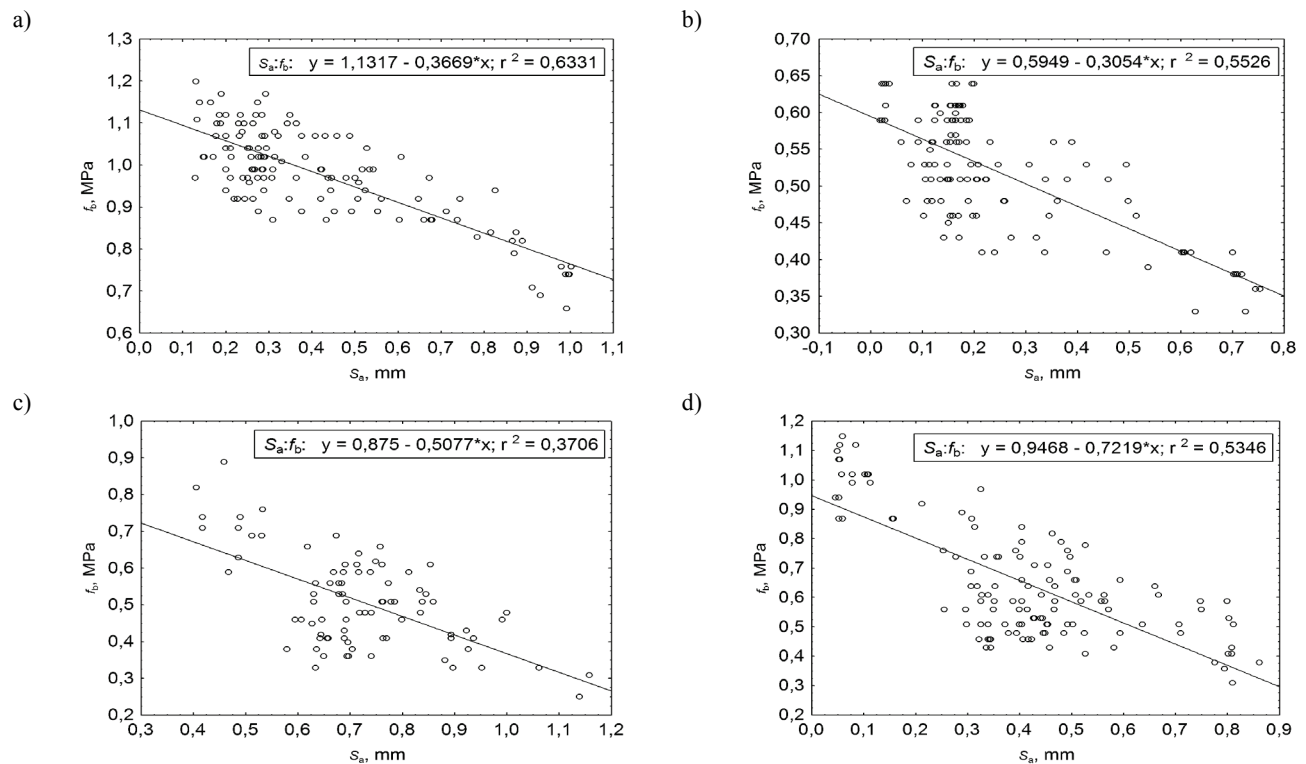 a)
Sa:fb: y = 1,1317 - 0,3669*x; r 2 = 0,6331
1,3
1,2
1,1
1,0
0,9
0,8
0,7
0,6
fb, MPa
0,0 0,1 0,2 0,3 0,4 0,5 0,6 0,7 0,8 0,9 1,0 1,1
Sa, mm
b)
Sa:fb: y = 0,5949 - 0,3054*x; r 2 = 0,5526
0,70
0,65
0,60
0,55
0,50
0,45
0,40
0,35
0,30
fb, MPa
-0,1 0,0 0,1 0,2 0,3 0,4 0,5 0,6 0,7 0,8
Sa, mm
c)
Sa:fb: y = 0,875 - 0,5077*x; r 2 = 0,3706
1,0
0,9
0,8
0,7
0,6
0,5
0,4
0,3
0,2
fb, MPa
0,3 0,4 0,5 0,6 0,7 0,8 0,9 1,0 1,1 1,2
Sa, mm
d)
Sa:fb: y = 0,9468 - 0,7219*x; r 2 = 0,5346
1,2
1,1
1,0
0,9
0,8
0,7
0,6
0,5
0,4
0,3
0,2
fb, MPa
0,0 0,1 0,2 0,3 0,4 0,5 0,6 0,7 0,8 0,9
Sa, mm